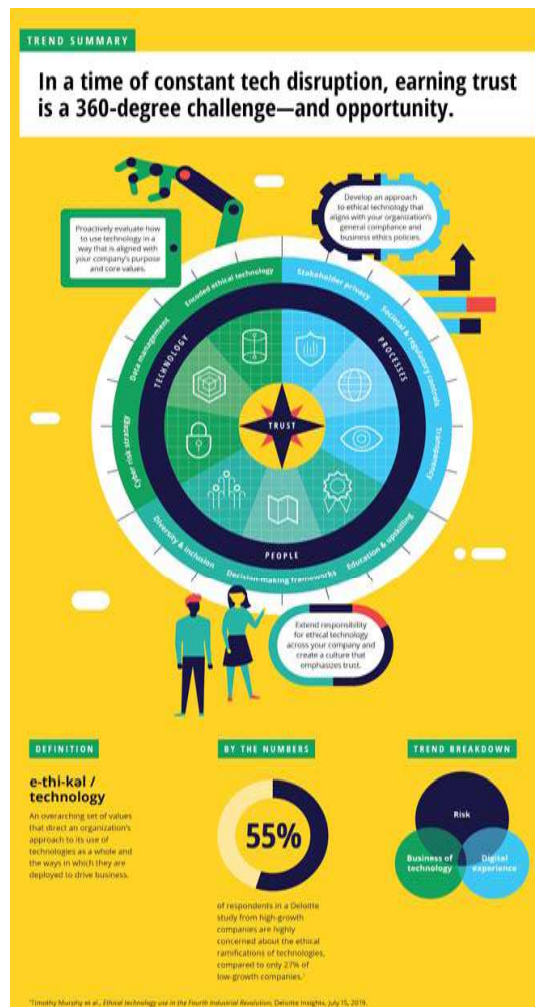 TREND SUMMARY
In a time of constant tech disruption, earning trust
is a 360-degree challenge—and opportunity.
Proactively evaluate how
to use technology in a
way that is aligned with
your company's purpose
and core values.
Develop an approach
to ethical technology that
aligns with your organization's
general compliance and
business ethics policies.
Encoded ethical technology
Stakeholder privacy
Data management
Societal & regulatory controls
TECHNOLOGY
PROCESSES
TRUST
Cyber risk strategy
Transparency
PEOPLE
Diversity & inclusion
Decision-making frameworks
Education & upskilling
Extend responsibility
for ethical technology
across your company and
create a culture that
emphasizes trust.
DEFINITION
e-thi-kəl /
technology
An overarching set of values
that direct an organization's
approach to its use of
technologies as a whole and
the ways in which they are
deployed to drive business.
BY THE NUMBERS
55%
of respondents in a Deloitte
study from high-growth
companies are highly
concerned about the ethical
ramifications of technologies,
compared to only 27% of
low-growth companies.¹
TREND BREAKDOWN
Risk
Business of
technology
Digital
experience
¹Timothy Murphy et al., Ethical technology use in the Fourth Industrial Revolution, Deloitte Insights, July 15, 2019.